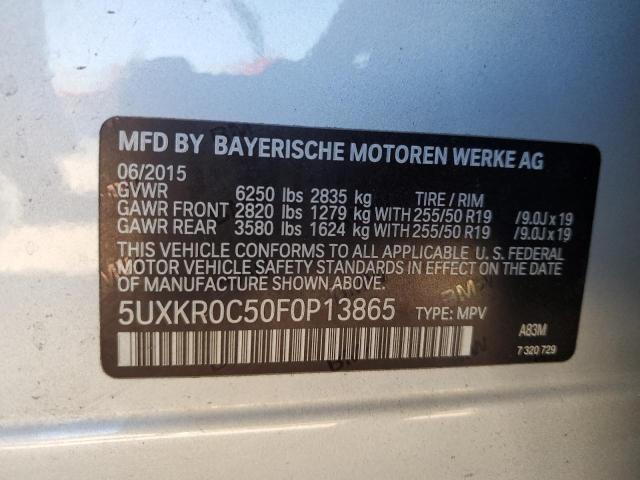 MFD BY BAYERISCHE MOTOREN WERKE AG
06/2015
GVWR 6250 lbs 2835 kg TIRE / RIM
GAWR FRONT 2820 lbs 1279 kg WITH 255/50 R19 /9.0J x 19
GAWR REAR 3580 lbs 1624 kg WITH 255/50 R19 /9.0J x 19
THIS VEHICLE CONFORMS TO ALL APPLICABLE U. S. FEDERAL
MOTOR VEHICLE SAFETY STANDARDS IN EFFECT ON THE DATE
OF MANUFACTURE SHOWN ABOVE.
5UXKR0C50F0P13865 TYPE: MPV
A83M
7 320 729